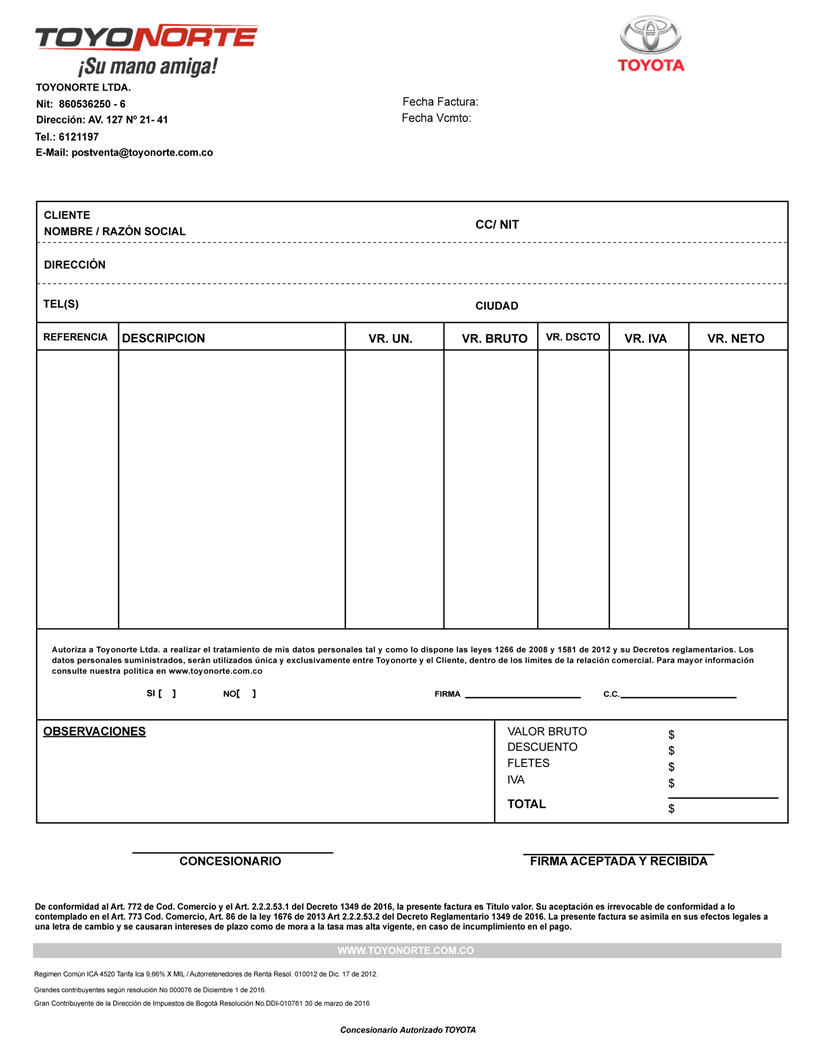 TOYONORTE
¡Su mano amiga!
TOYOTA
TOYONORTE LTDA.
Nit: 860536250 - 6
Dirección: AV. 127 Nº 21- 41
Tel.: 6121197
E-Mail: postventa@toyonorte.com.co
Fecha Factura:
Fecha Vcmto:
CLIENTE
NOMBRE / RAZÓN SOCIAL
CC/ NIT
DIRECCIÓN
TEL(S)
CIUDAD
REFERENCIA DESCRIPCION VR. UN. VR. BRUTO VR. DSCTO VR. IVA VR. NETO
Autoriza a Toyonorte Ltda. a realizar el tratamiento de mis datos personales tal y como lo dispone las leyes 1266 de 2008 y 1581 de 2012 y su Decretos reglamentarios. Los
datos personales suministrados, serán utilizados única y exclusivamente entre Toyonorte y el Cliente, dentro de los límites de la relación comercial. Para mayor información
consulte nuestra política en www.toyonorte.com.co
SI [ ] NO[ ] FIRMA ____ C.C.____
OBSERVACIONES
VALOR BRUTO $
DESCUENTO $
FLETES $
IVA $
TOTAL $
CONCESIONARIO
FIRMA ACEPTADA Y RECIBIDA
De conformidad al Art. 772 de Cod. Comercio y el Art. 2.2.2.53.1 del Decreto 1349 de 2016, la presente factura es Titulo valor. Su aceptación es irrevocable de conformidad a lo
contemplado en el Art. 773 Cod. Comercio, Art. 86 de la ley 1676 de 2013 Art 2.2.2.53.2 del Decreto Reglamentario 1349 de 2016. La presente factura se asimila en sus efectos legales a
una letra de cambio y se causaran intereses de plazo como de mora a la tasa mas alta vigente, en caso de incumplimiento en el pago.
WWW.TOYONORTE.COM.CO
Regimen Común ICA 4520 Tarifa Ica 9,66% X MIL / Autorretenedores de Renta Resol. 010012 de Dic. 17 de 2012.
Grandes contribuyentes según resolución No 000076 de Diciembre 1 de 2016.
Gran Contribuyente de la Dirección de Impuestos de Bogotá Resolución No.DDI-010761 30 de marzo de 2016
Concesionario Autorizado TOYOTA